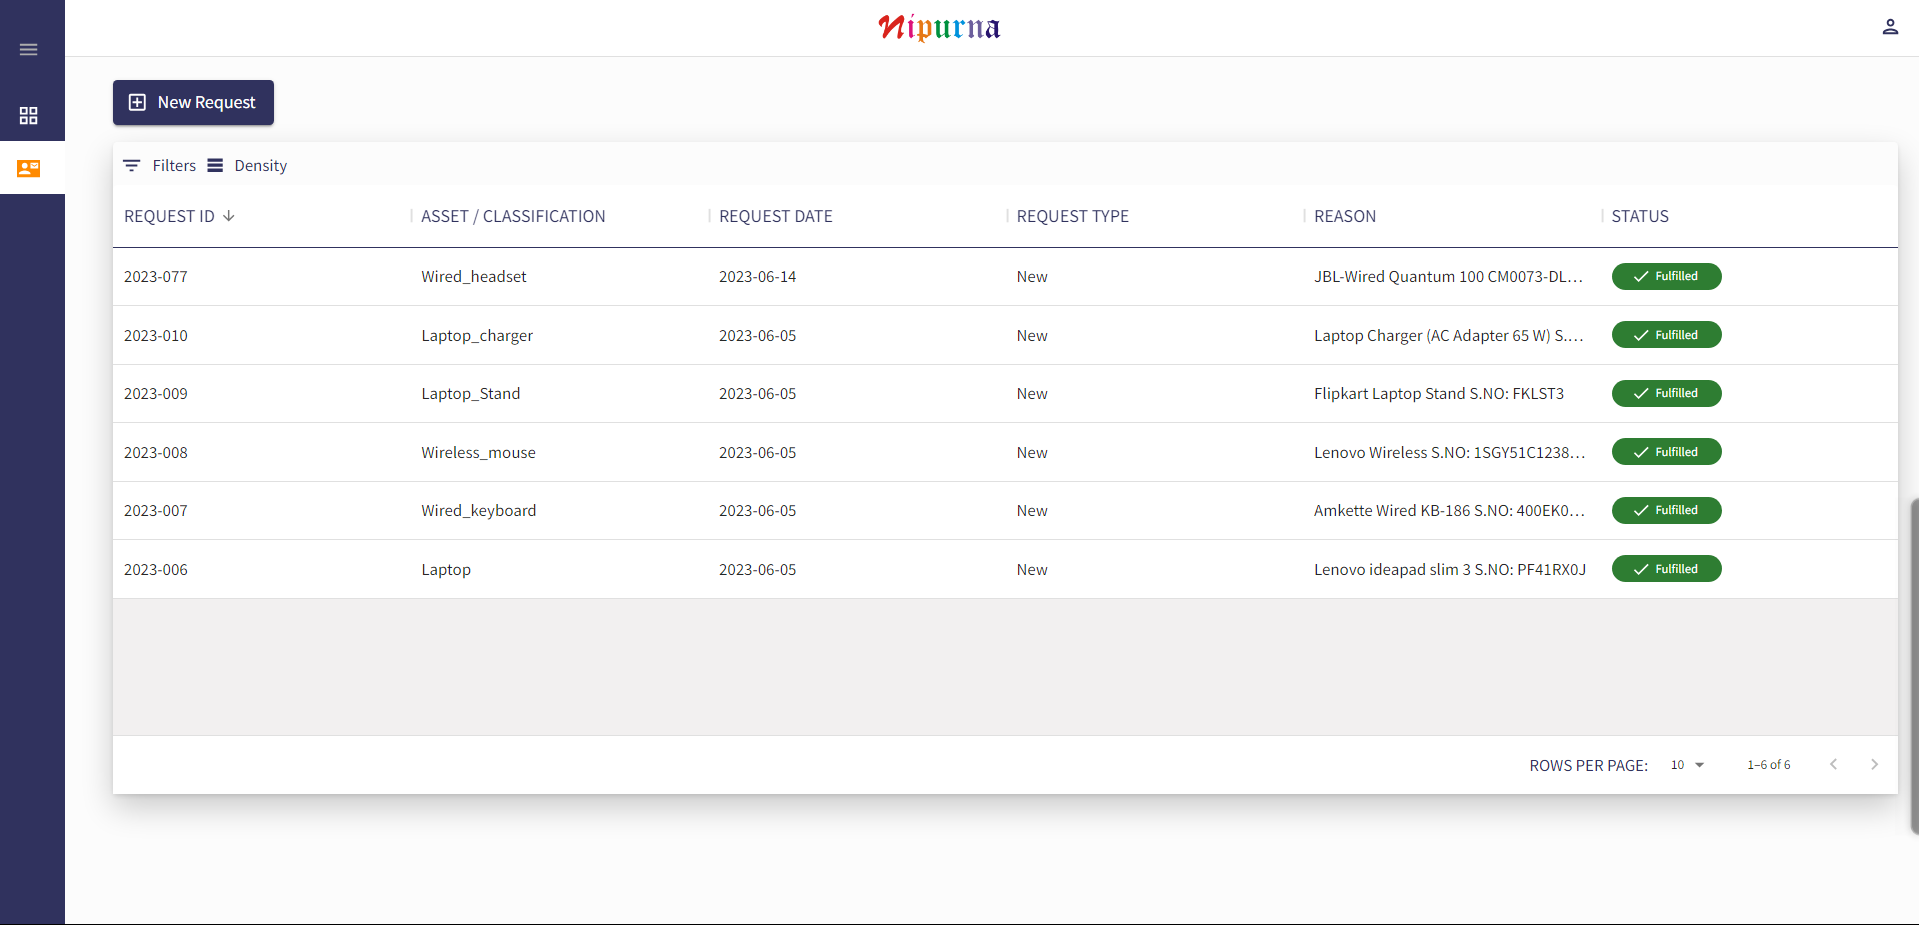 Nipurna
New Request
Filters Density
REQUEST ID ASSET / CLASSIFICATION REQUEST DATE REQUEST TYPE REASON STATUS
2023-077 Wired_headset 2023-06-14 New JBL-Wired Quantum 100 CM0073-DL... Fulfilled
2023-010 Laptop_charger 2023-06-05 New Laptop Charger (AC Adapter 65 W) S.... Fulfilled
2023-009 Laptop_Stand 2023-06-05 New Flipkart Laptop Stand S.NO: FKLST3 Fulfilled
2023-008 Wireless_mouse 2023-06-05 New Lenovo Wireless S.NO: 1SGY51C1238... Fulfilled
2023-007 Wired_keyboard 2023-06-05 New Amkette Wired KB-186 S.NO: 400EK0... Fulfilled
2023-006 Laptop 2023-06-05 New Lenovo ideapad slim 3 S.NO: PF41RX0J Fulfilled
ROWS PER PAGE: 10 1–6 of 6